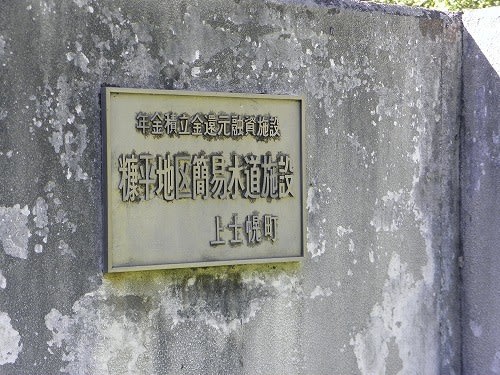 年金積立金還元融資施設
糠平地区簡易水道施設
上士幌町